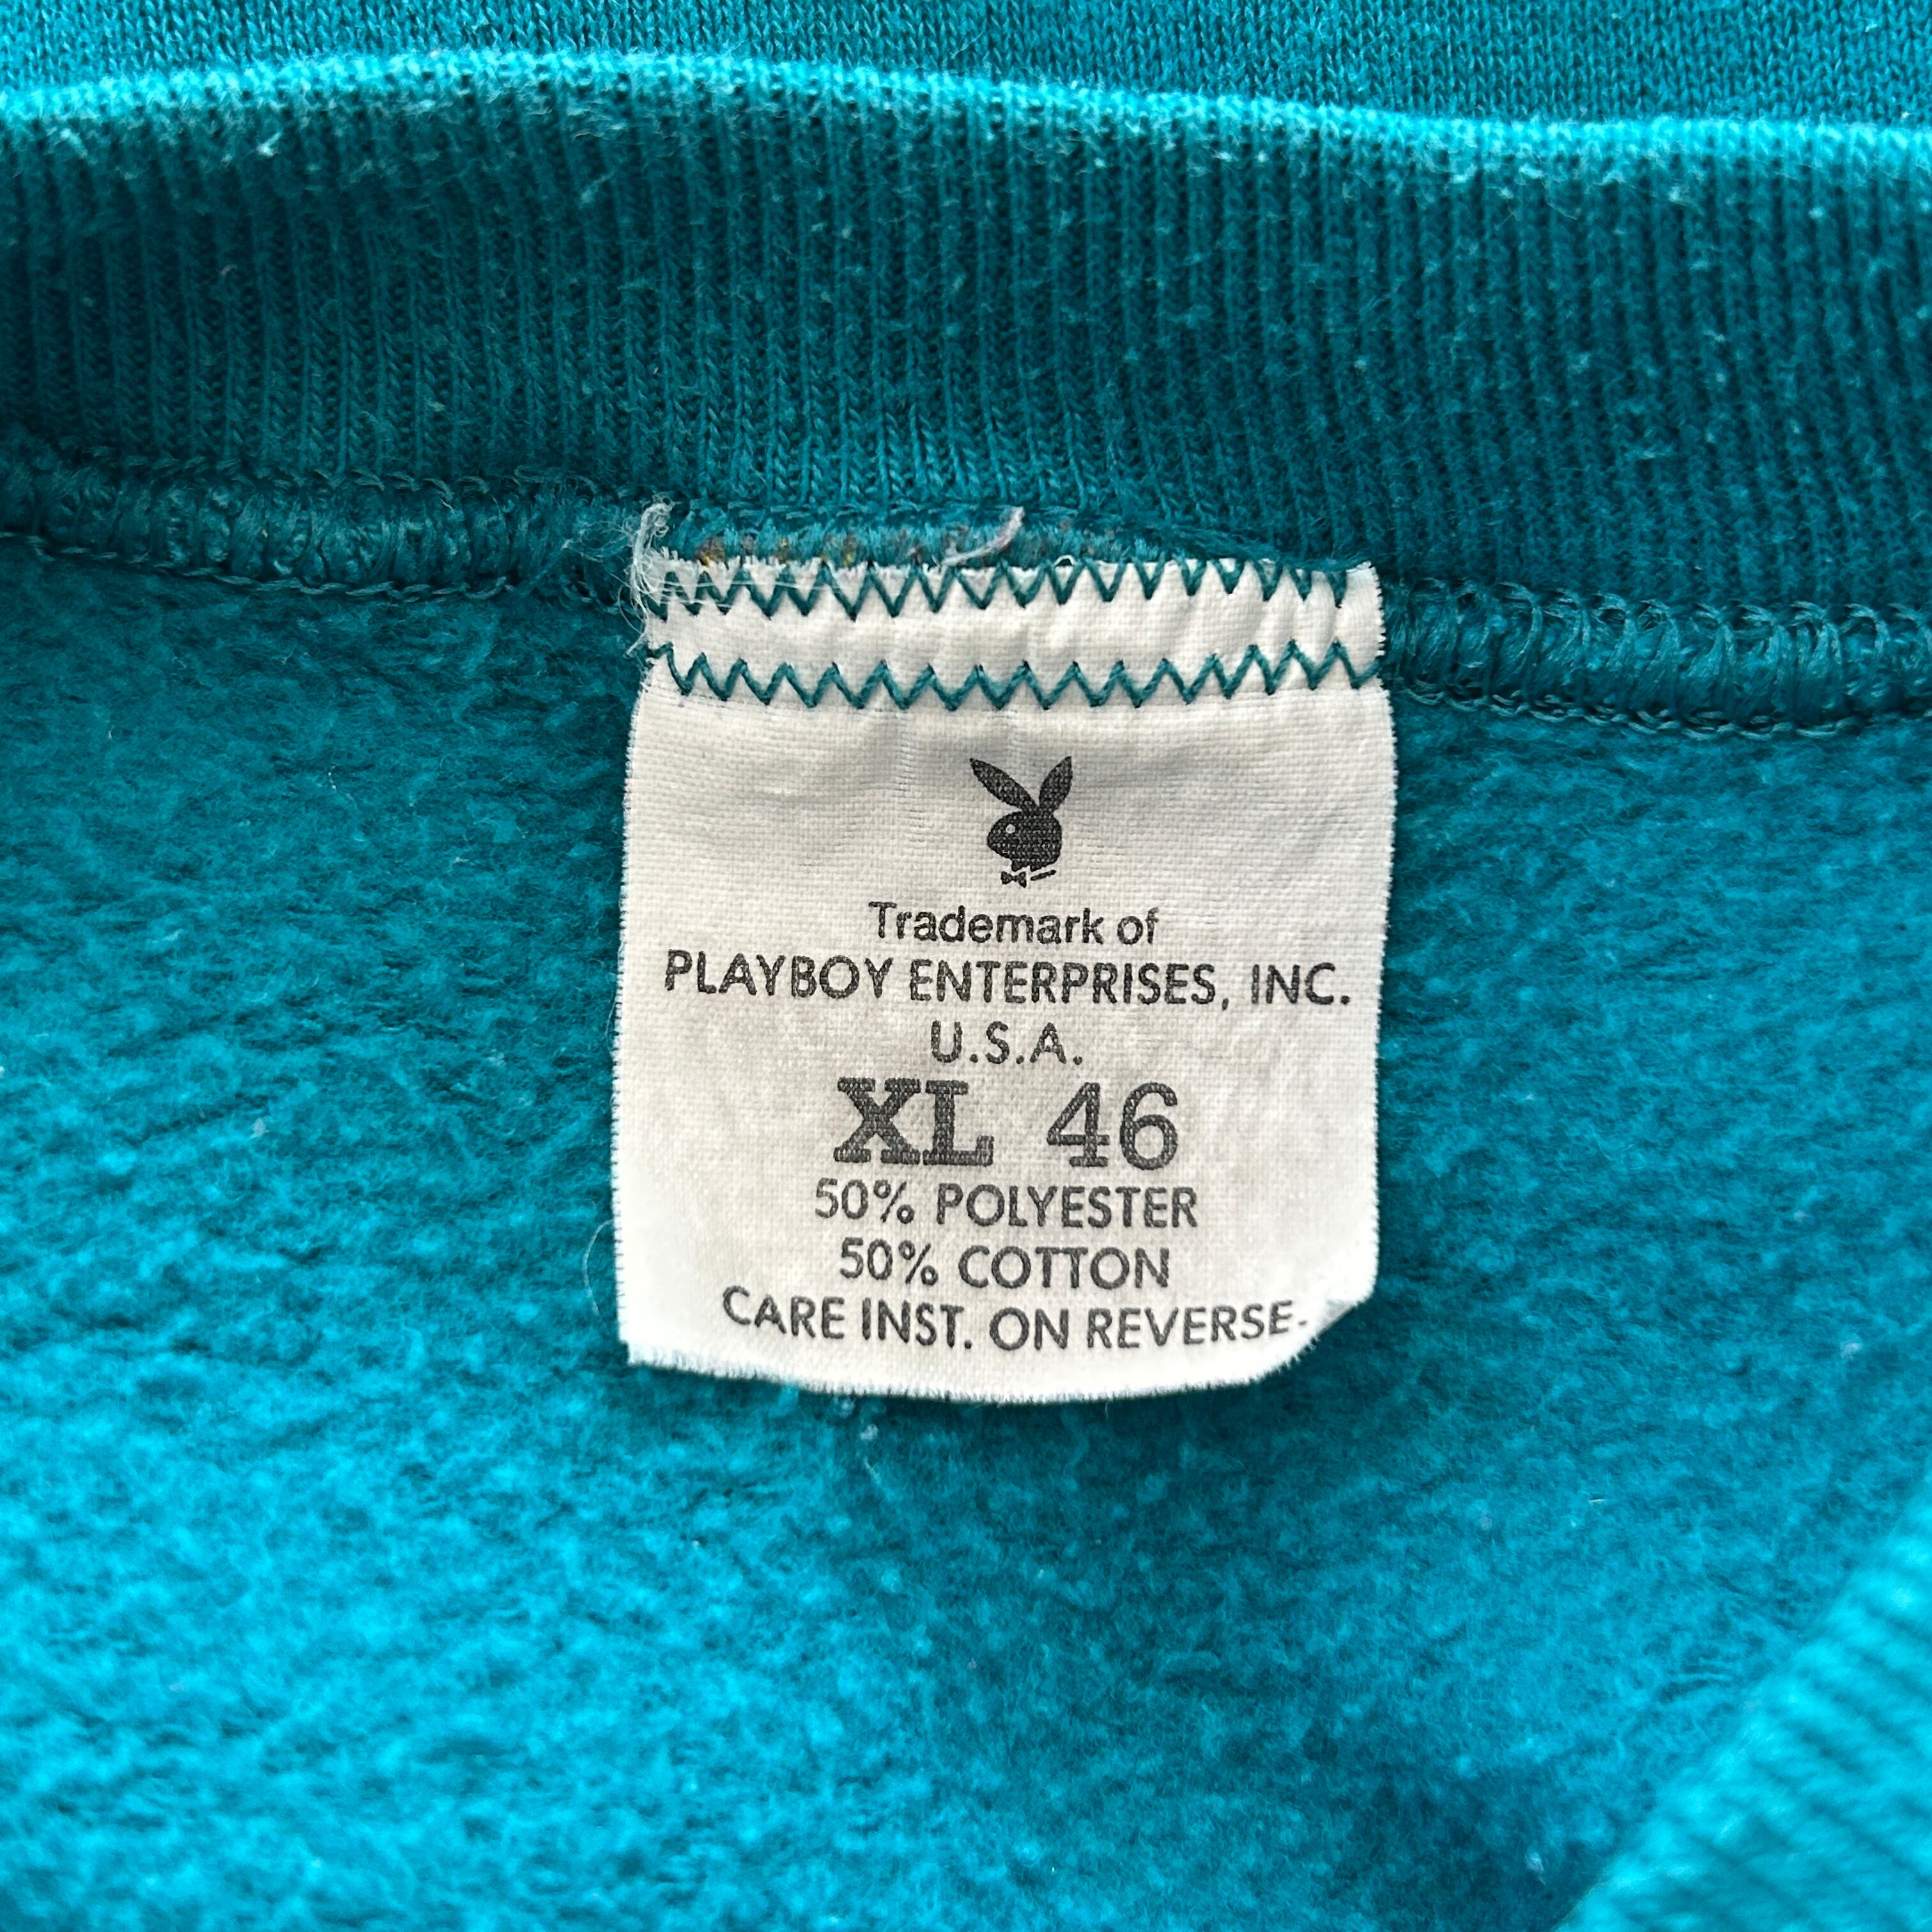 Trademark of
PLAYBOY ENTERPRISES, INC.
U.S.A.
XL 46
50% POLYESTER
50% COTTON
CARE INST. ON REVERSE.